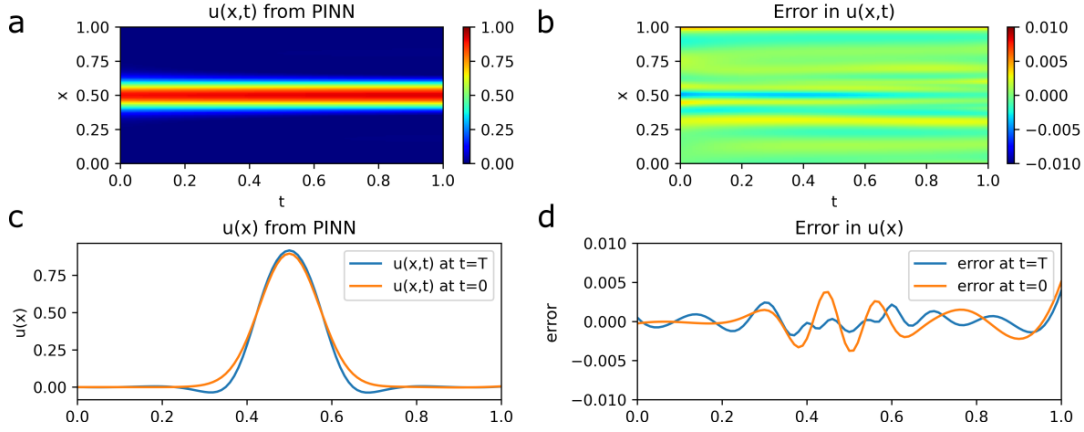 a
u(x,t) from PINN
1.00
0.75
0.50
0.25
0.00
x
0.0 0.2 0.4 0.6 0.8 1.0
t
1.00
0.75
0.50
0.25
0.00
b
Error in u(x,t)
1.00
0.75
0.50
0.25
0.00
x
0.0 0.2 0.4 0.6 0.8 1.0
t
0.010
0.005
0.000
−0.005
−0.010
c
u(x) from PINN
0.75
0.50
0.25
0.00
u(x)
u(x,t) at t=T
u(x,t) at t=0
0.0 0.2 0.4 0.6 0.8 1.0
d
Error in u(x)
0.010
0.005
0.000
−0.005
−0.010
error
error at t=T
error at t=0
0.0 0.2 0.4 0.6 0.8 1.0